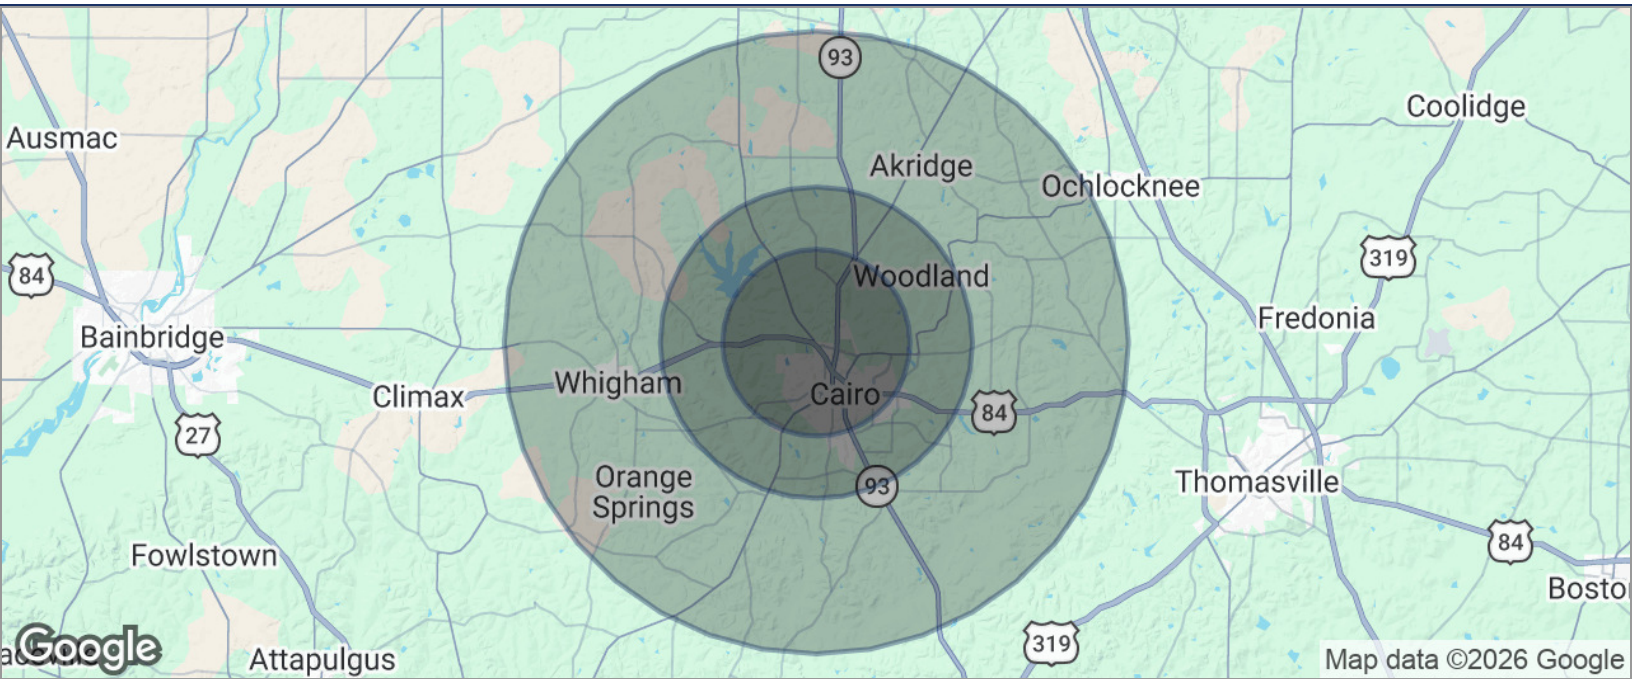 93
Coolidge
Ausmac
Akridge
Ochlocknee
84
319
Woodland
Fredonia
Bainbridge
Whigham
Climax
Cairo
84
27
Orange
Springs
93
Thomasville
84
Fowlstown
Bosto
319
Google
Attapulgus
Map data ©2026 Google